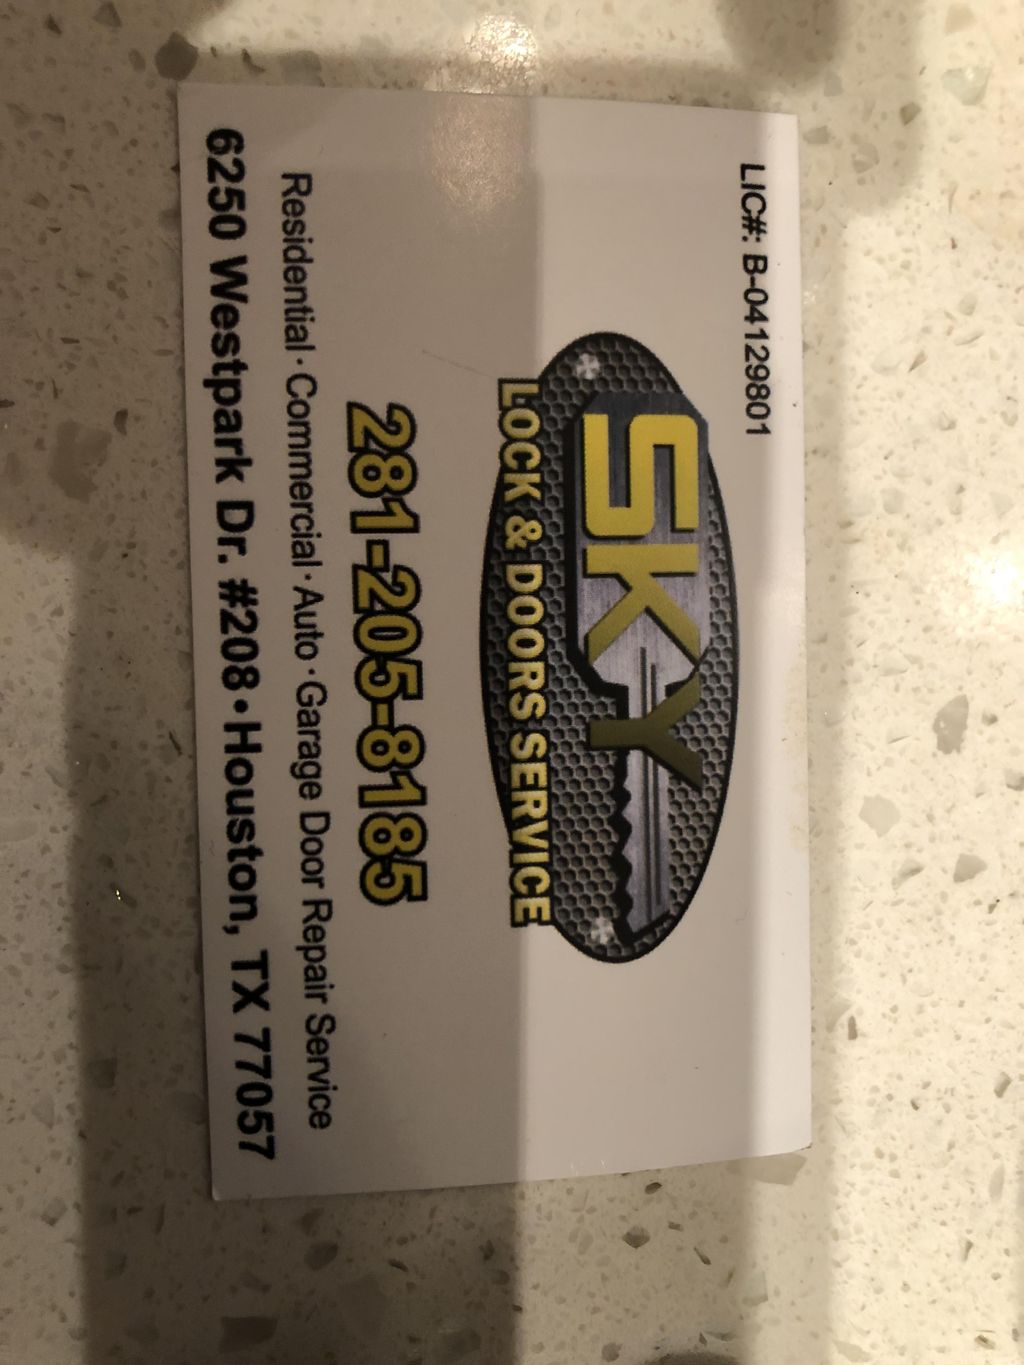 LIC#: B-04129801
SKY
LOCK & DOORS SERVICE
281-205-8185
Residential · Commercial · Auto · Garage Door Repair Service
6250 Westpark Dr. #208 • Houston, TX 77057